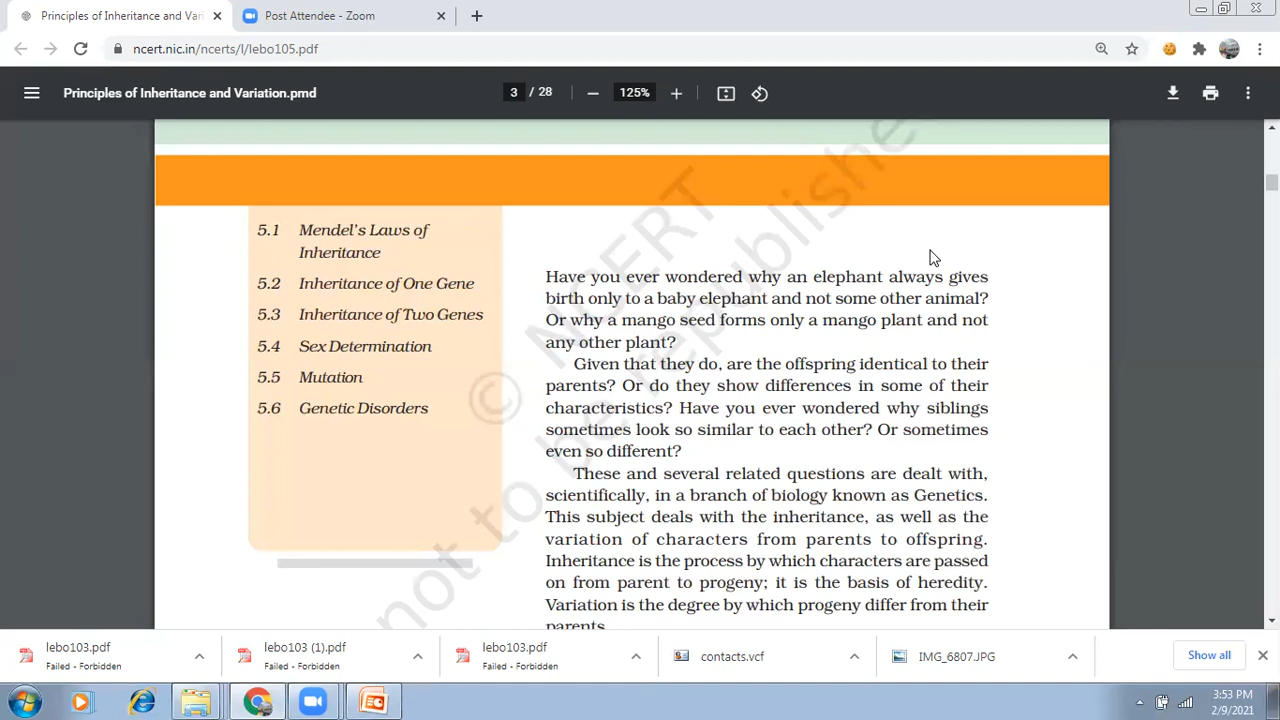 Principles of Inheritance and Vari
Post Attendee - Zoom
ncert.nic.in/ncerts/l/lebo105.pdf
Principles of Inheritance and Variation.pmd
3 / 28
125%
5.1 Mendel's Laws of
Inheritance
5.2 Inheritance of One Gene
5.3 Inheritance of Two Genes
5.4 Sex Determination
5.5 Mutation
5.6 Genetic Disorders
Have you ever wondered why an elephant always gives
birth only to a baby elephant and not some other animal?
Or why a mango seed forms only a mango plant and not
any other plant?
Given that they do, are the offspring identical to their
parents? Or do they show differences in some of their
characteristics? Have you ever wondered why siblings
sometimes look so similar to each other? Or sometimes
even so different?
These and several related questions are dealt with,
scientifically, in a branch of biology known as Genetics.
This subject deals with the inheritance, as well as the
variation of characters from parents to offspring.
Inheritance is the process by which characters are passed
on from parent to progeny; it is the basis of heredity.
Variation is the degree by which progeny differ from their
parents.
© NCERT
not to be republishe
lebo103.pdf
Failed - Forbidden
lebo103 (1).pdf
Failed - Forbidden
lebo103.pdf
Failed - Forbidden
contacts.vcf
IMG_6807.JPG
Show all
3:53 PM
2/9/2021